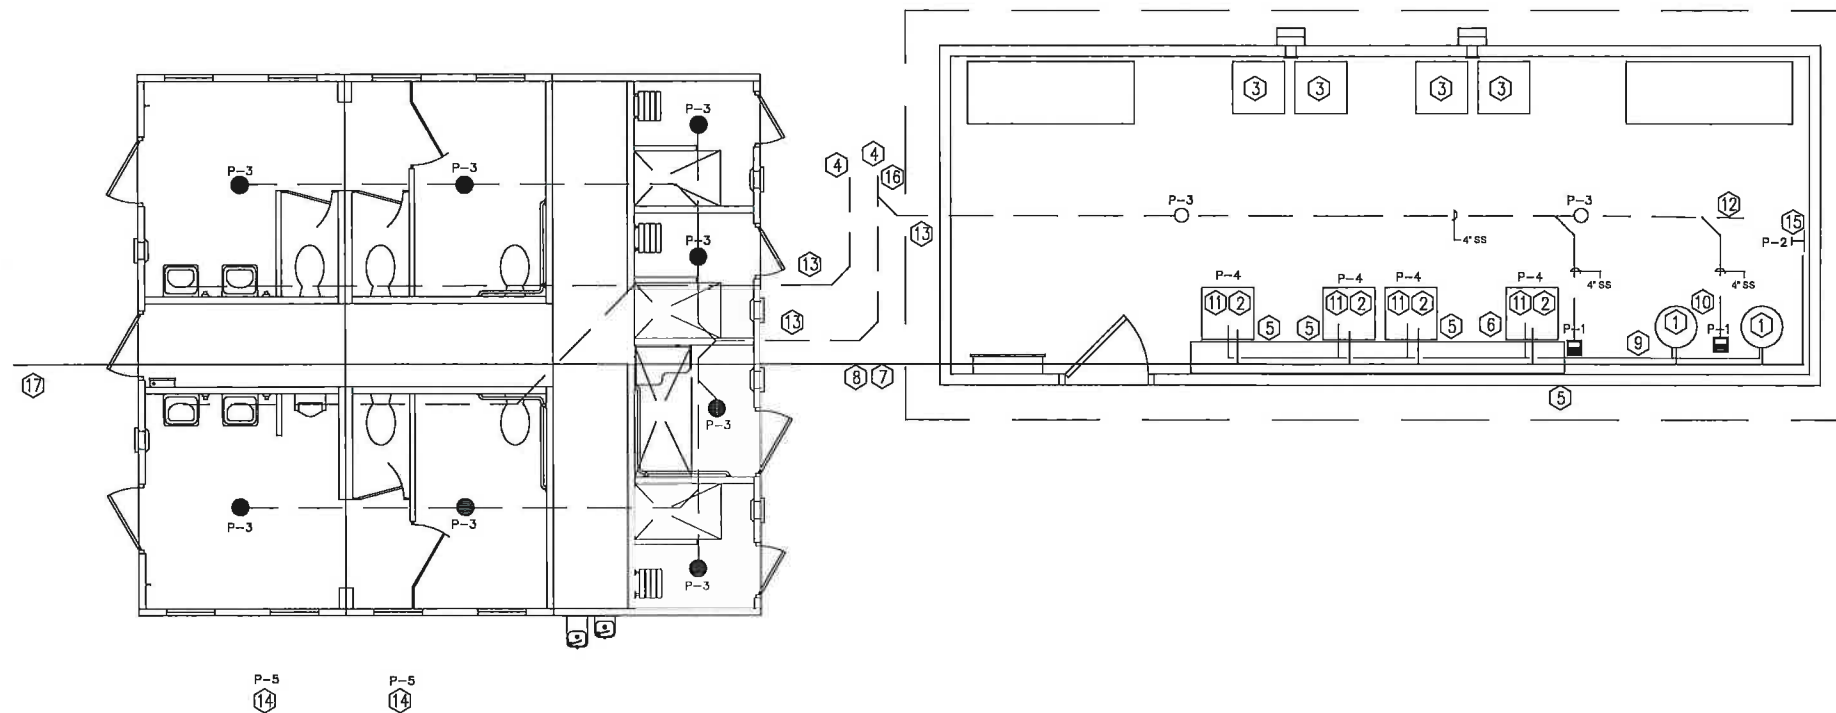 3 3 3 3
P-3
4 4
16
P-3 P-3
P-3 P-3
12
13
15
P-2
4" SS
P-3
13
4" SS 4" SS
P-4 P-4 P-4 P-4
11 2 11 2 11 2 11 2
10
13
5 5 5 6
P-1 P-1
1 1
9
17
8 7
5
P-3
P-3 P-3
P-3
P-5 P-5
14 14